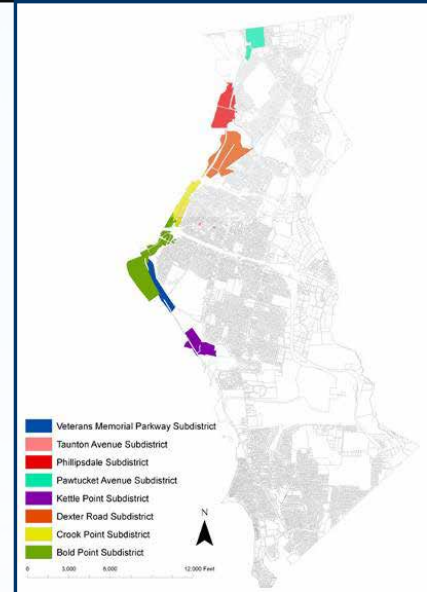 Veterans Memorial Parkway Subdistrict
Taunton Avenue Subdistrict
Phillipsdale Subdistrict
Pawtucket Avenue Subdistrict
Kettle Point Subdistrict
Dexter Road Subdistrict
Crook Point Subdistrict
Bold Point Subdistrict
N
0 3,000 6,000 12,000 Feet